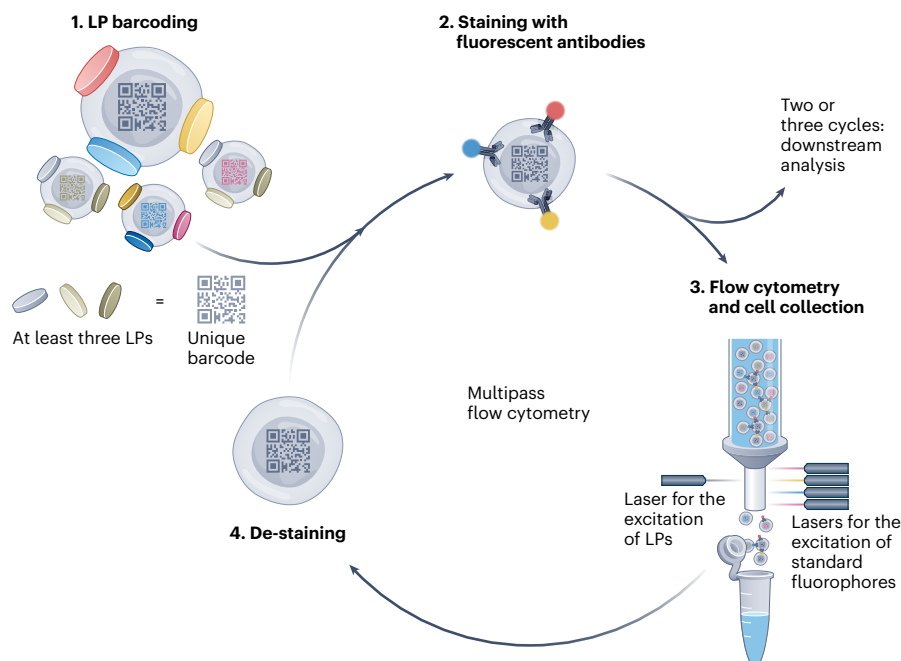 1. LP barcoding
2. Staining with
fluorescent antibodies
Two or
three cycles:
downstream
analysis
3. Flow cytometry
and cell collection
At least three LPs
=
Unique
barcode
Multipass
flow cytometry
Laser for the
excitation
of LPs
Lasers for the
excitation of
standard
fluorophores
4. De-staining